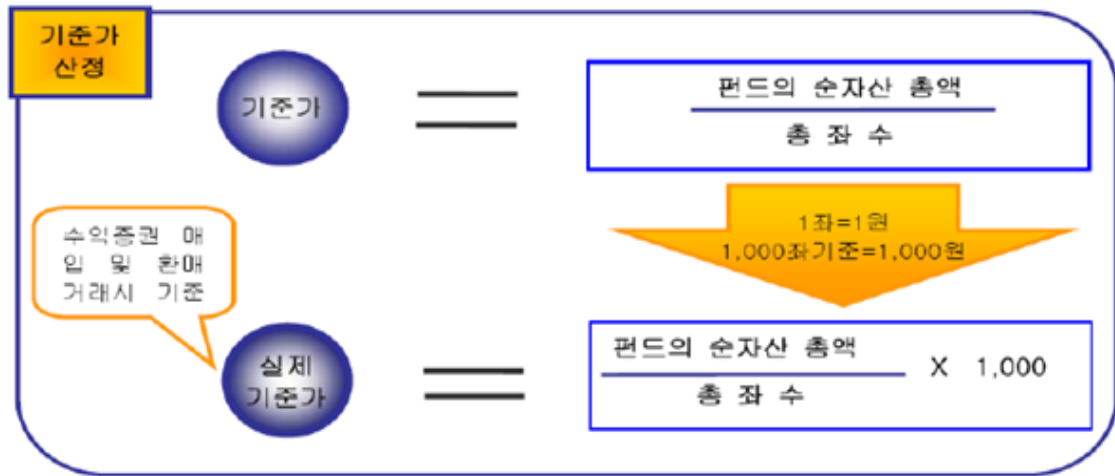 기준가
산정
기준가
펀드의 순자산 총액
총 좌 수
1좌=1원
1,000좌기준=1,000원
수익증권 매
입 및 환매
거래시 기준
실제
기준가
펀드의 순자산 총액
총 좌 수
X 1,000